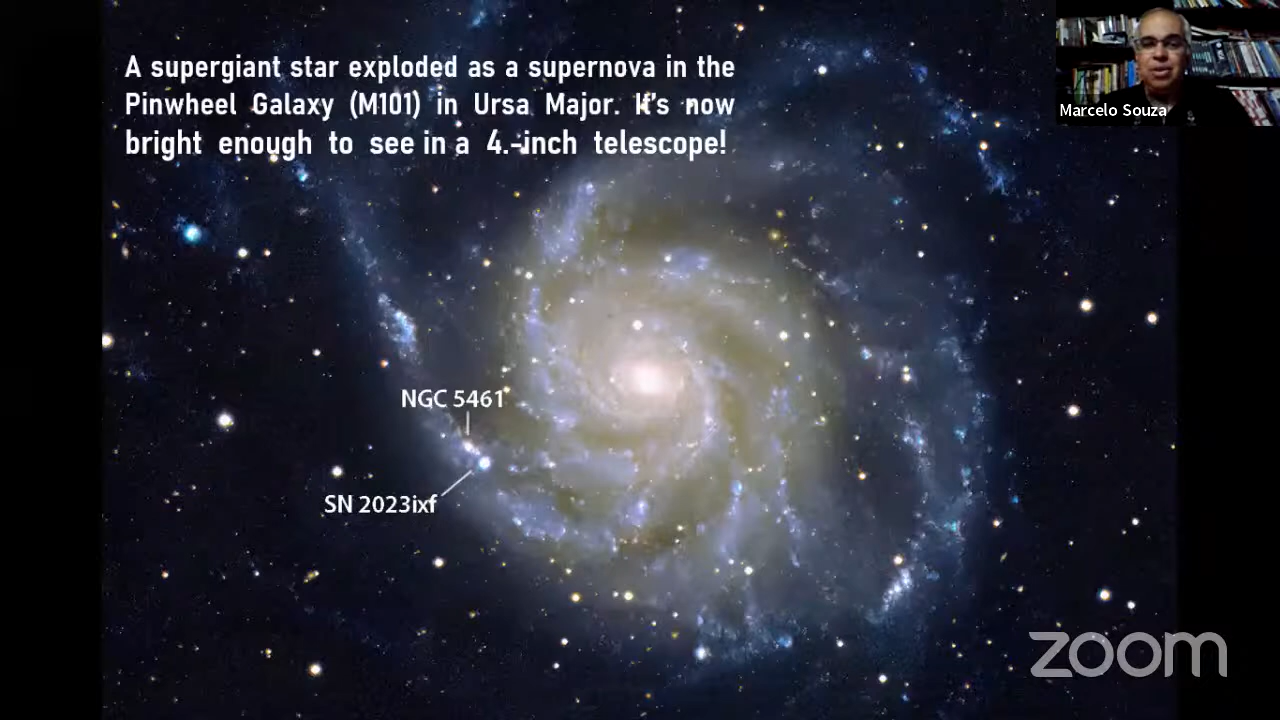 A supergiant star exploded as a supernova in the
Pinwheel Galaxy (M101) in Ursa Major. It's now
bright enough to see in a 4.-inch telescope!
Marcelo Souza
NGC 5461
SN 2023ixf
zoom